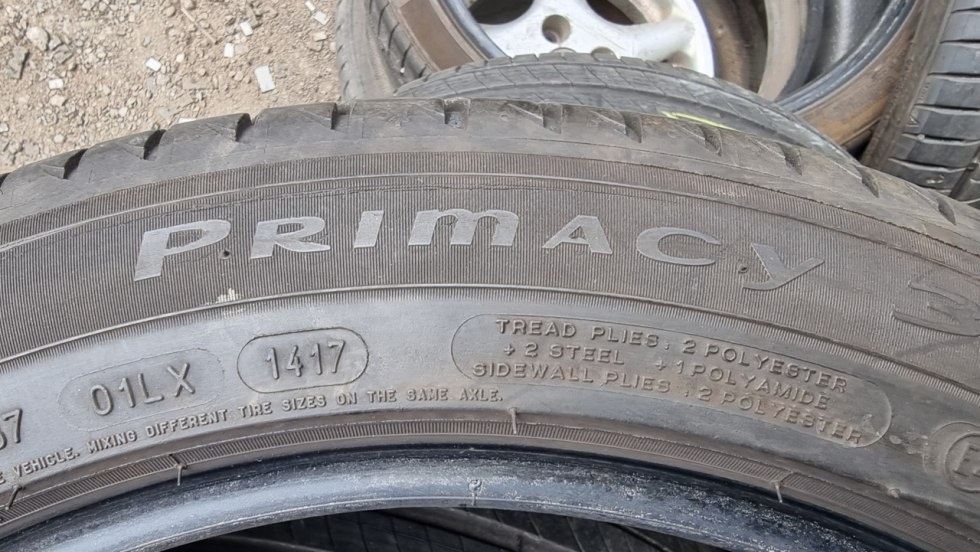 PRIMACY 3
TREAD PLIES : 2 POLYESTER
+ 2 STEEL + 1 POLYAMIDE
SIDEWALL PLIES : 2 POLYESTER
01LX
1417
E VEHICLE. MIXING DIFFERENT TIRE SIZES ON THE SAME AXLE.